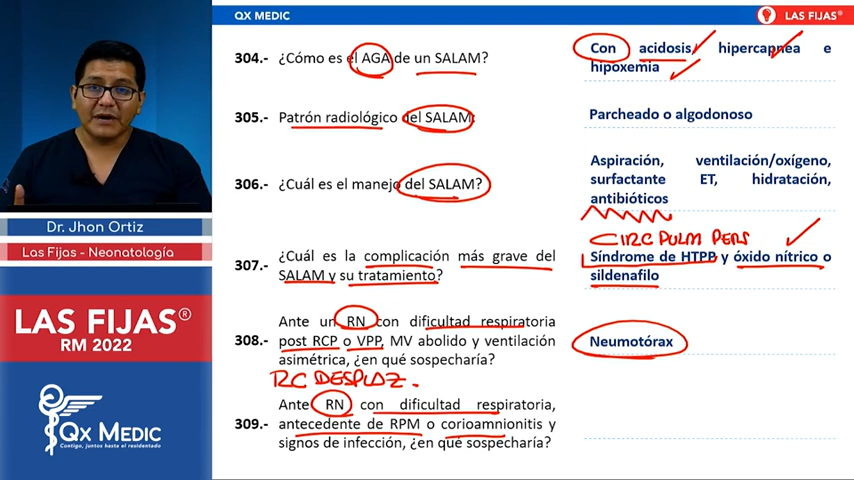 QX MEDIC
LAS FIJAS!
304.- ¿Cómo es el AGA de un SALAM?
Con acidosis, hipercapnea e
hipoxemia
305.- Patrón radiológico del SALAM:
Parcheado o algodonoso
306.- ¿Cuál es el manejo del SALAM?
Aspiración, ventilación/oxígeno,
surfactante ET, hidratación,
antibióticos
CIRC PULM PERS
307.- ¿Cuál es la complicación más grave del
SALAM y su tratamiento?
Síndrome de HTPP y óxido nítrico o
sildenafilo
308.- Ante un RN con dificultad respiratoria
post RCP o VPP, MV abolido y ventilación
asimétrica, ¿en qué sospecharía?
Neumotórax
RC DESPLAZ.
309.- Ante RN con dificultad respiratoria,
antecedente de RPM o corioamnionitis y
signos de infección, ¿en qué sospecharía?
Dr. Jhon Ortiz
Las Fijas - Neonatología
LAS FIJAS®
RM 2022
QX MEDIC
Contigo, juntos hasta el residentado